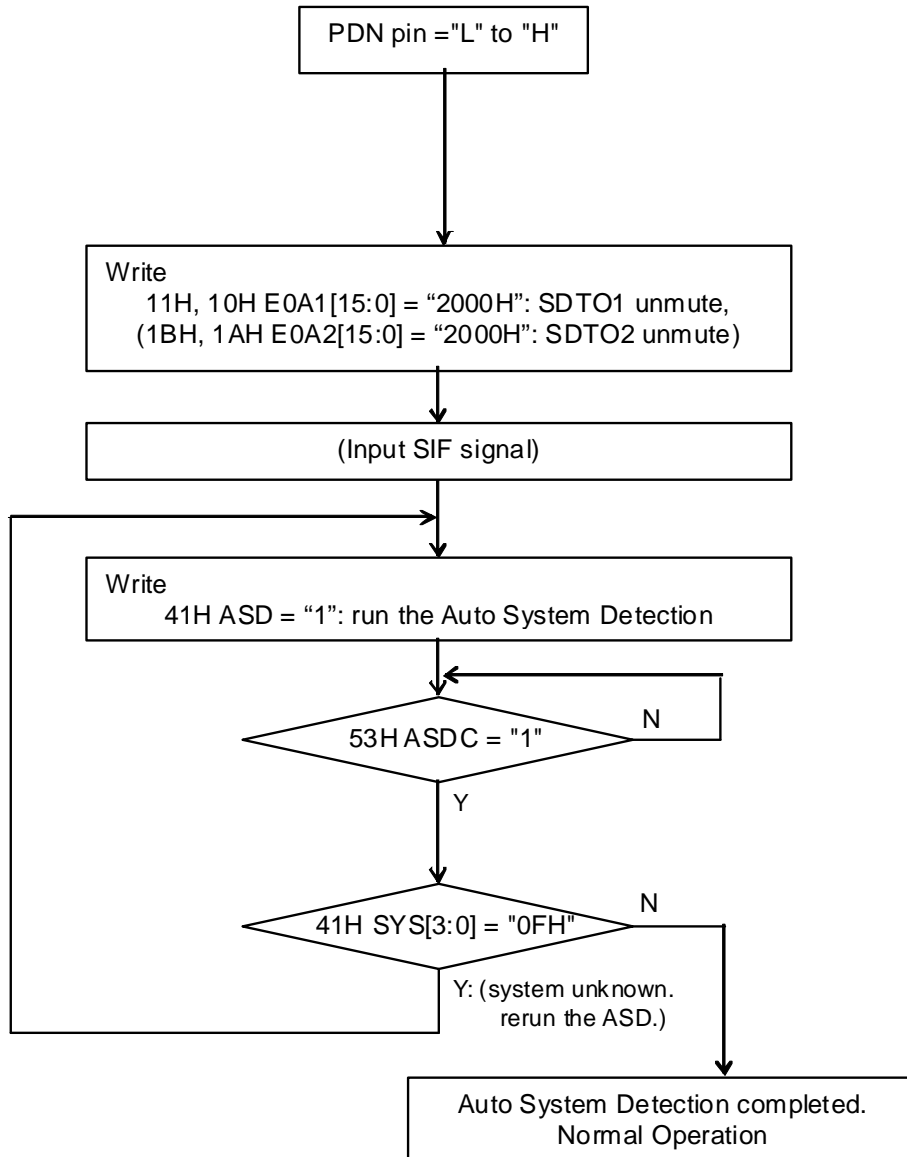 PDN pin ="L" to "H"
Write
11H, 10H E0A1[15:0] = “2000H”: SDTO1 unmute,
(1BH, 1AH E0A2[15:0] = “2000H”: SDTO2 unmute)
(Input SIF signal)
Write
41H ASD = “1”: run the Auto System Detection
53H ASDC = "1"
N
Y
41H SYS[3:0] = "0FH"
N
Y: (system unknown.
rerun the ASD.)
Auto System Detection completed.
Normal Operation